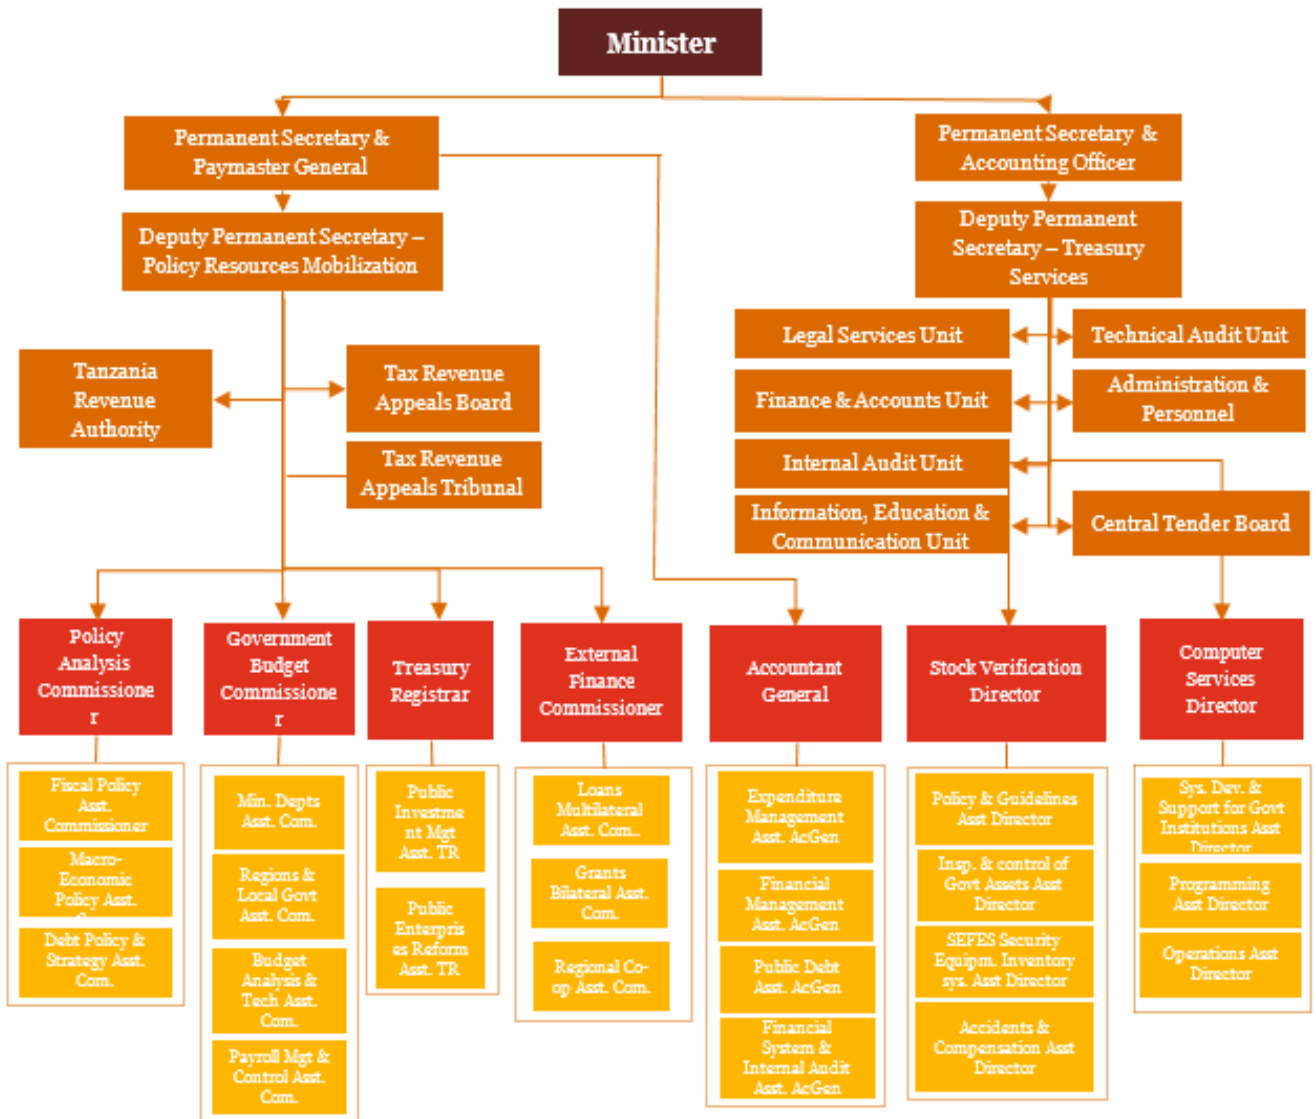 Minister
Permanent Secretary &
Paymaster General
Permanent Secretary &
Accounting Officer
Deputy Permanent Secretary –
Policy Resources Mobilization
Deputy Permanent
Secretary – Treasury
Services
Tanzania
Revenue
Authority
Tax Revenue
Appeals Board
Tax Revenue
Appeals Tribunal
Legal Services Unit
Technical Audit Unit
Finance & Accounts Unit
Administration &
Personnel
Internal Audit Unit
Information, Education &
Communication Unit
Central Tender Board
Policy
Analysis
Commissione
r
Government
Budget
Commissione
r
Treasury
Registrar
External
Finance
Commissioner
Accountant
General
Stock Verification
Director
Computer
Services
Director
Fiscal Policy
Asst.
Commissioner
Macro-
Economic
Policy Asst.
Debt Policy &
Strategy Asst.
Com.
Min. Depts
Asst. Com.
Regions &
Local Govt
Asst. Com.
Budget
Analysis &
Tech Asst.
Com.
Payroll Mgt &
Control Asst.
Com.
Public
Investme
nt Mgt
Asst. TR
Public
Enterpris
es Reform
Asst. TR
Loans
Multilateral
Asst. Com..
Grants
Bilateral Asst.
Com.
Regional Co-
op Asst. Com.
Expenditure
Management
Asst. AcGen
Financial
Management
Asst. AcGen
Public Debt
Asst. AcGen
Financial
System &
Internal Audit
Asst. AcGen
Policy & Guidelines
Asst Director
Insp. & control of
Govt Assets Asst
Director
SEFES Security
Equipm. Inventory
sys. Asst Director
Accidents &
Compensation Asst
Director
Sys. Dev. &
Support for Govt
Institutions Asst
Director
Programming
Asst Director
Operations Asst
Director